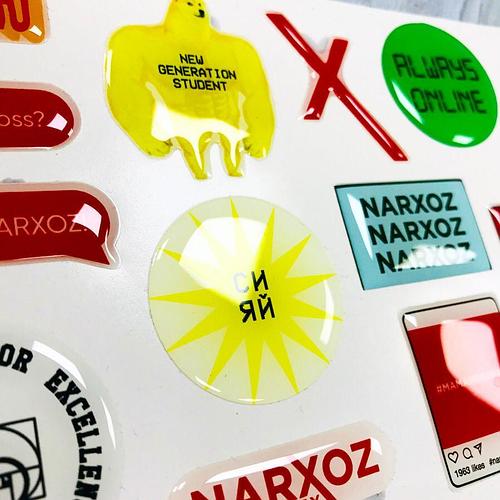 NEW
GENERATION
STUDENT
ALWAYS
ONLINE
oss?
NARXOZ
NARXOZ
NARXOZ
NARXOZ
СИ
ЯЙ
OR EXCELLEN
NARXOZ
1963 likes